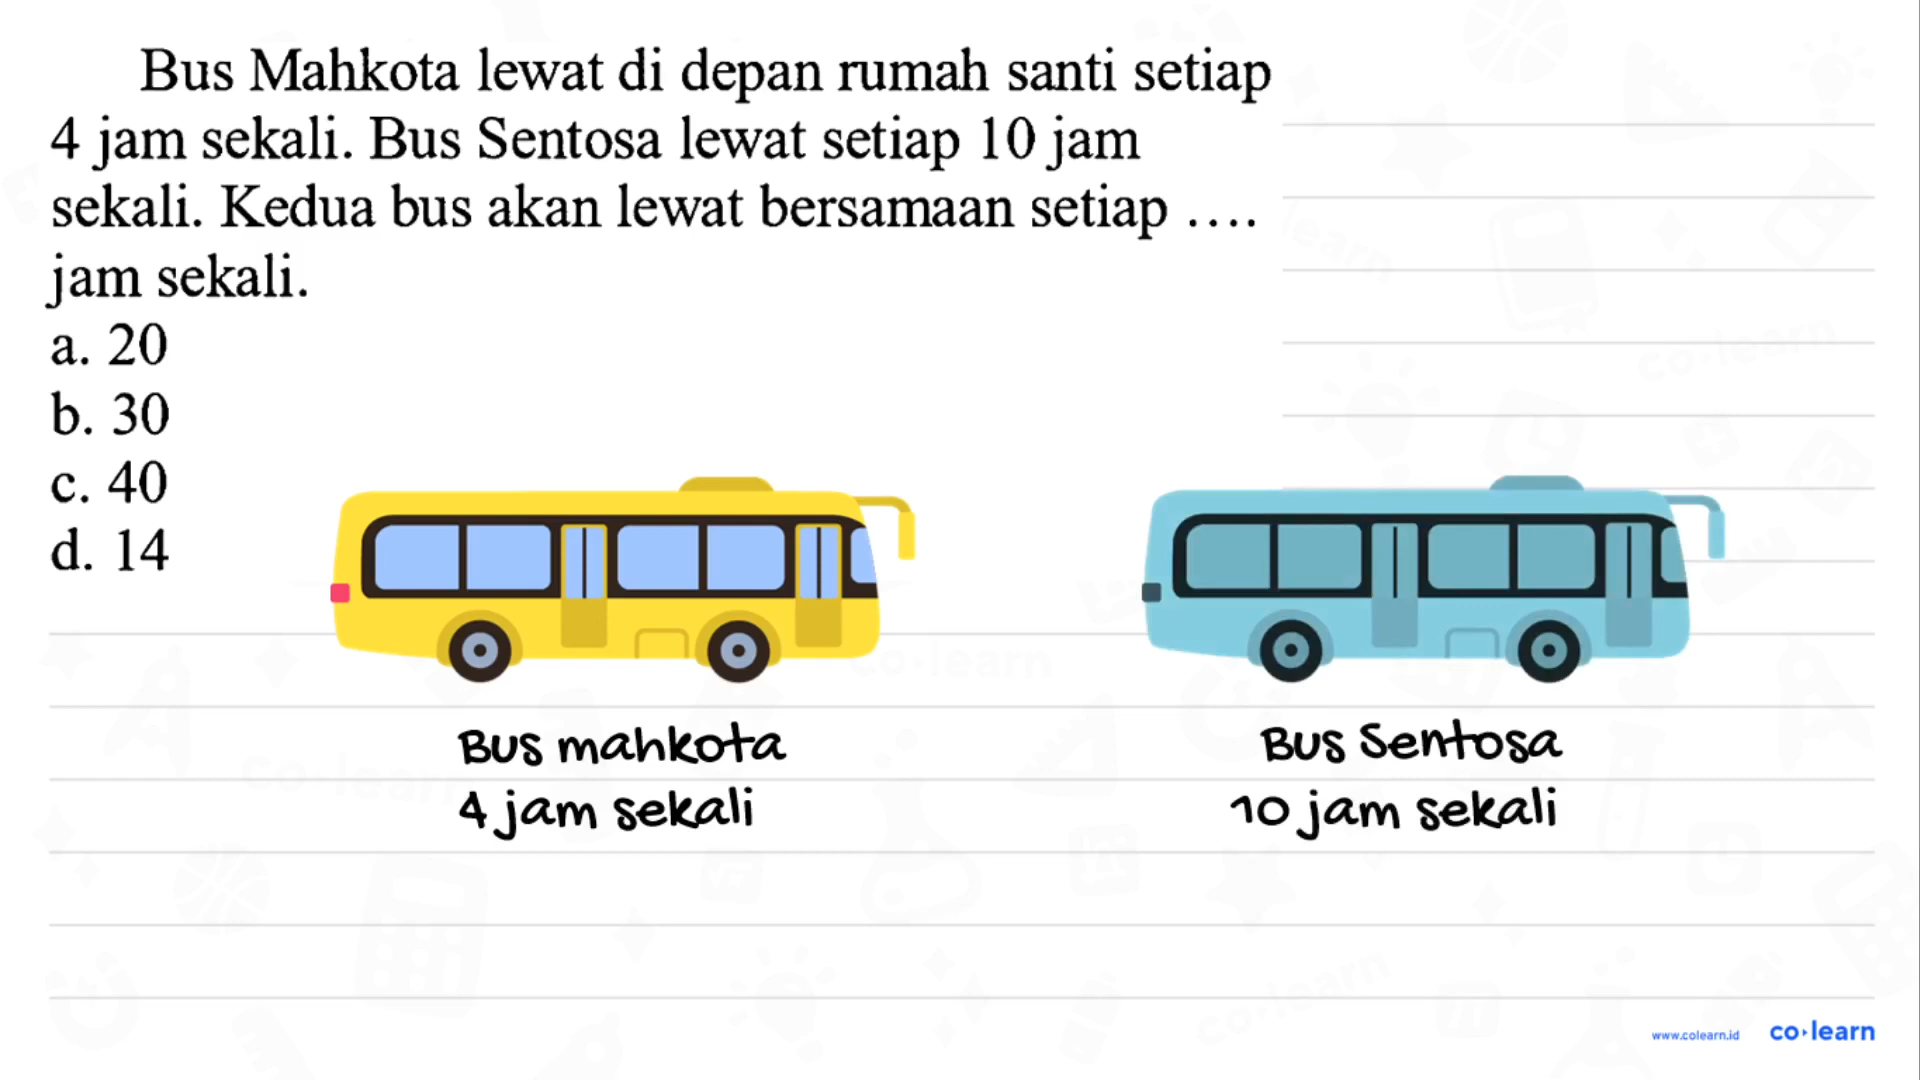 Bus Mahkota lewat di depan rumah santi setiap
4 jam sekali. Bus Sentosa lewat setiap 10 jam
sekali. Kedua bus akan lewat bersamaan setiap ....
jam sekali.
a. 20
b. 30
c. 40
d. 14
Bus mahkota
4 jam sekali
Bus Sentosa
10 jam sekali
www.colearn.id
co•learn